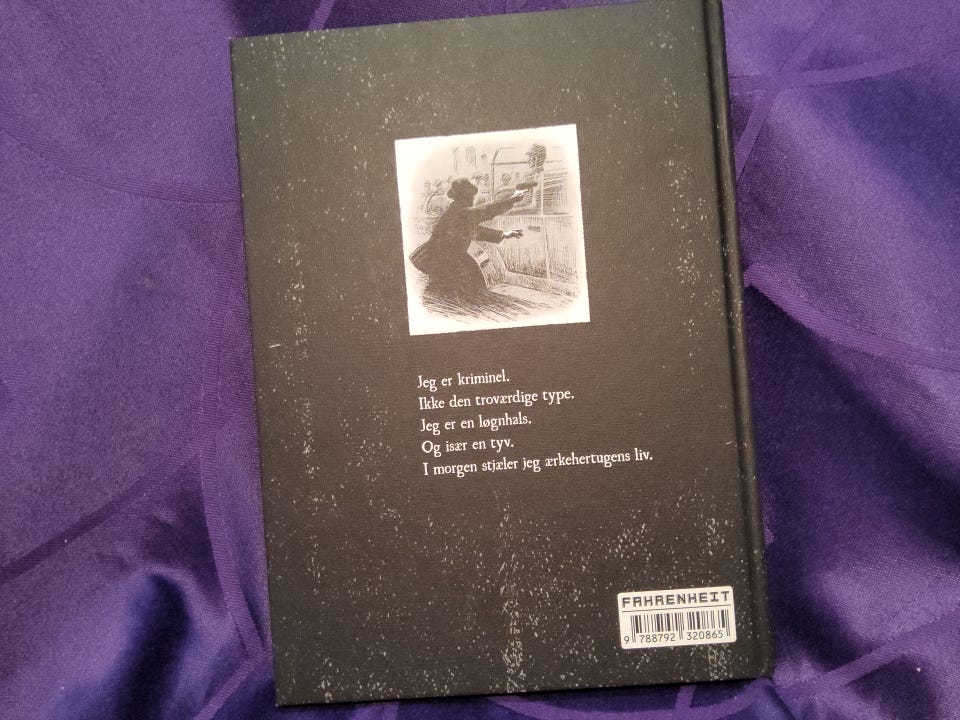 Jeg er kriminel.
Ikke den troværdige type.
Jeg er en løgnhals.
Og især en tyv.
I morgen stjæler jeg ærkehertugens liv.
FAHRENHEIT
9 788792 320865